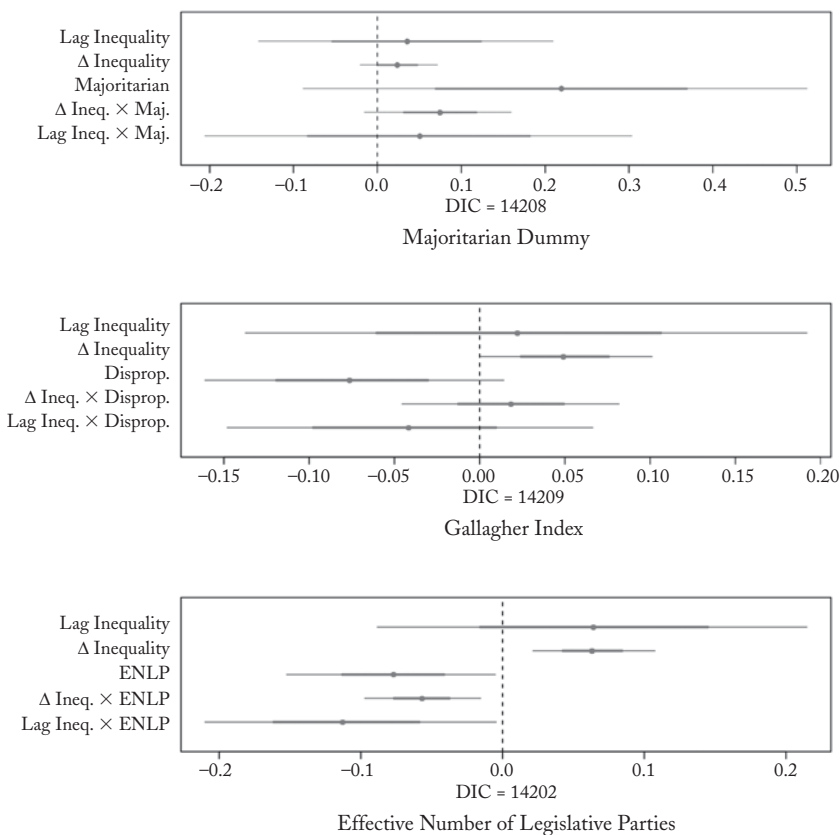 Lag Inequality
Δ Inequality
Majoritarian
Δ Ineq. × Maj.
Lag Ineq. × Maj.
−0.2 −0.1 0.0 0.1 0.2 0.3 0.4 0.5
DIC = 14208
Majoritarian Dummy
Lag Inequality
Δ Inequality
Disprop.
Δ Ineq. × Disprop.
Lag Ineq. × Disprop.
−0.15 −0.10 −0.05 0.00 0.05 0.10 0.15 0.20
DIC = 14209
Gallagher Index
Lag Inequality
Δ Inequality
ENLP
Δ Ineq. × ENLP
Lag Ineq. × ENLP
−0.2 −0.1 0.0 0.1 0.2
DIC = 14202
Effective Number of Legislative Parties